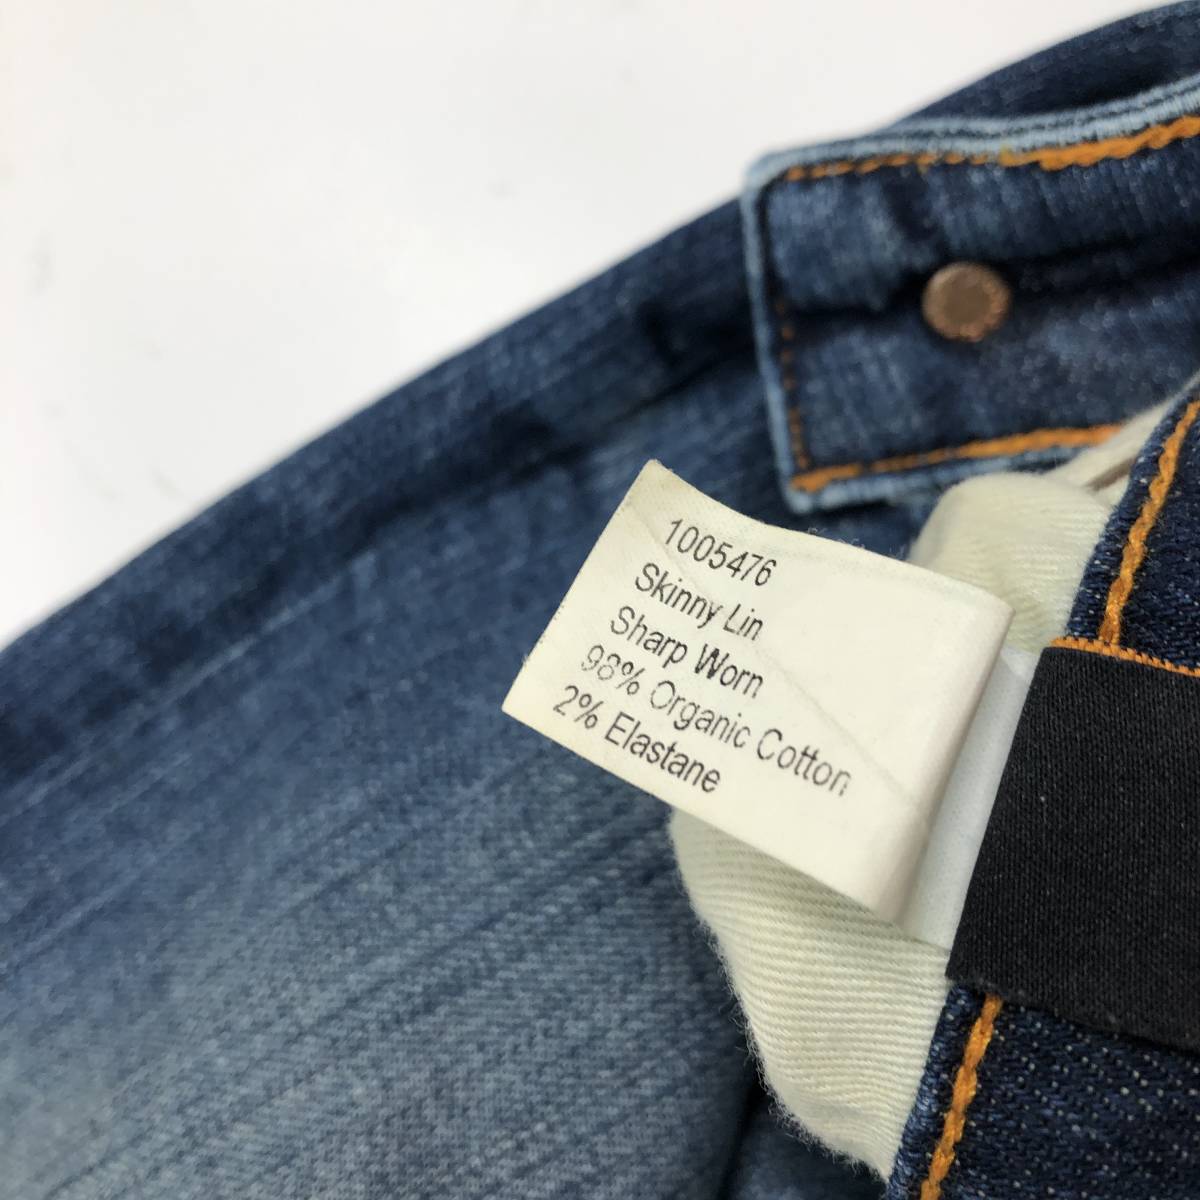 1005476
Skinny Lin
Sharp Worn
98% Organic Cotton
2% Elastane